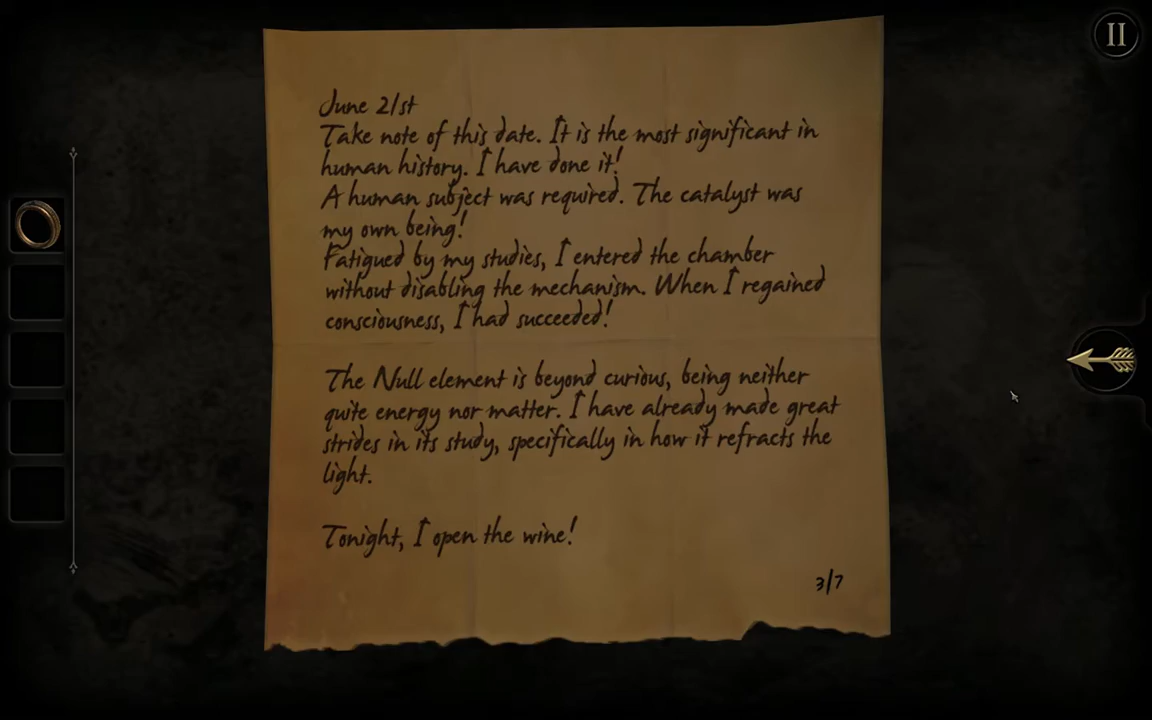 June 21st
Take note of this date. It is the most significant in
human history. I have done it!
A human subject was required. The catalyst was
my own being!
Fatigued by my studies, I entered the chamber
without disabling the mechanism. When I regained
consciousness, I had succeeded!
The Null element is beyond curious, being neither
quite energy nor matter. I have already made great
strides in its study, specifically in how it refracts the
light.
Tonight, I open the wine!
3/7